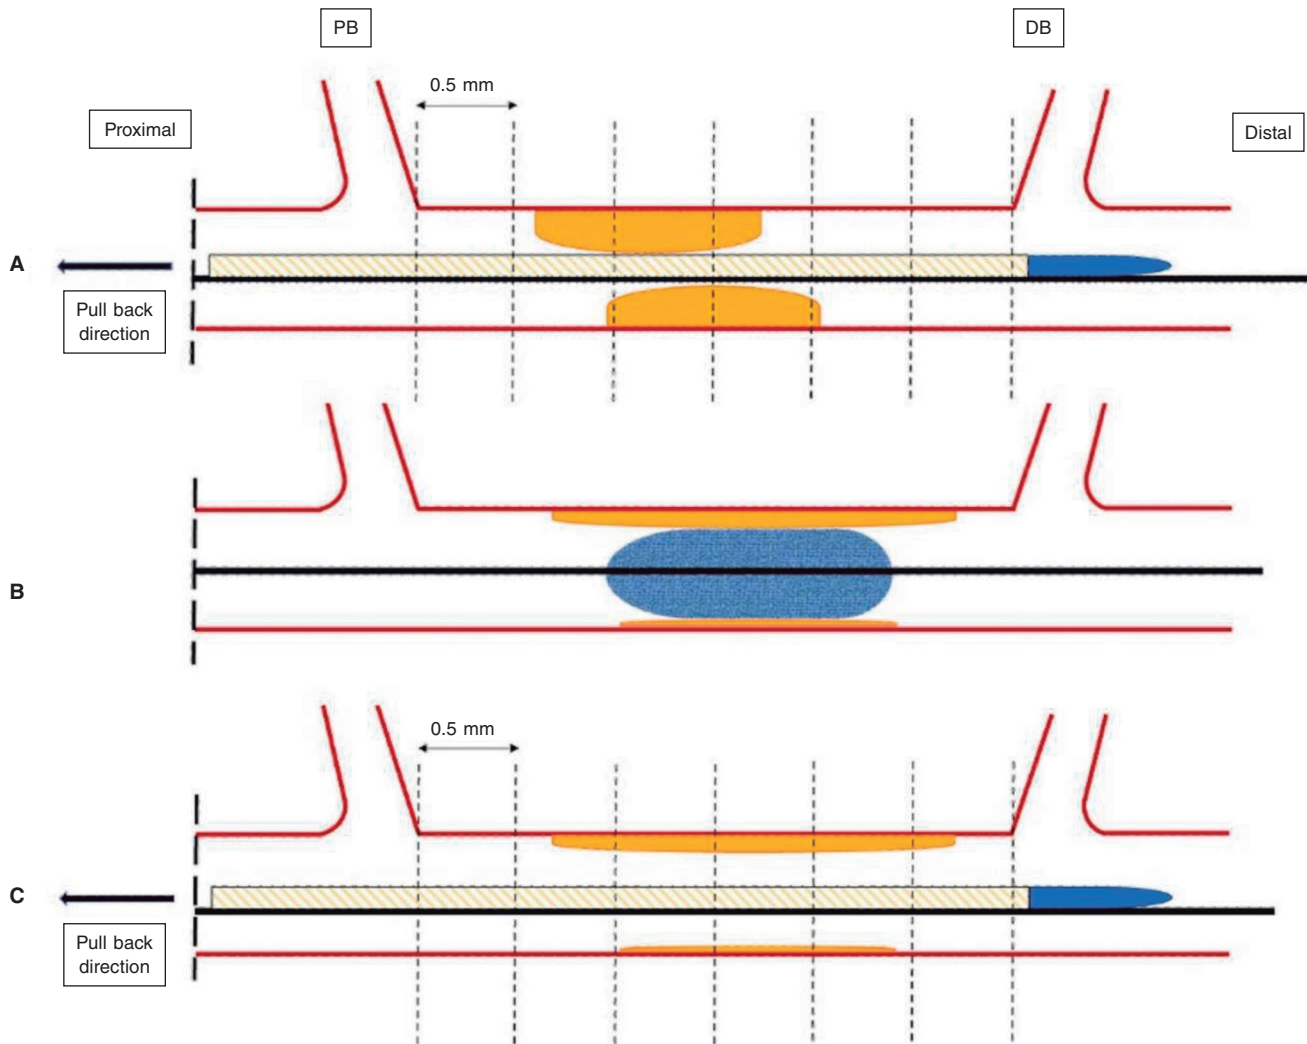 PB
DB
0.5 mm
Proximal
Distal
A
Pull back
direction
B
0.5 mm
C
Pull back
direction